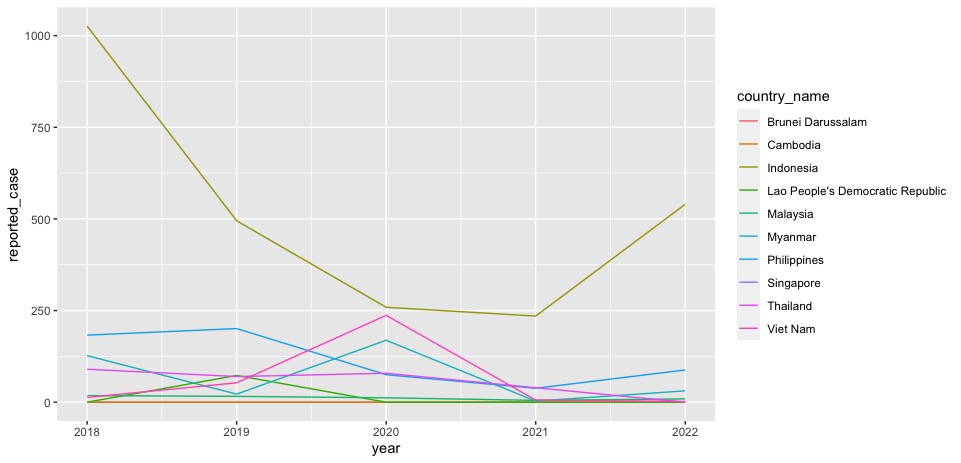 1000
750
500
250
0
reported_case
2018 2019 2020 2021 2022
year
country_name
Brunei Darussalam
Cambodia
Indonesia
Lao People's Democratic Republic
Malaysia
Myanmar
Philippines
Singapore
Thailand
Viet Nam